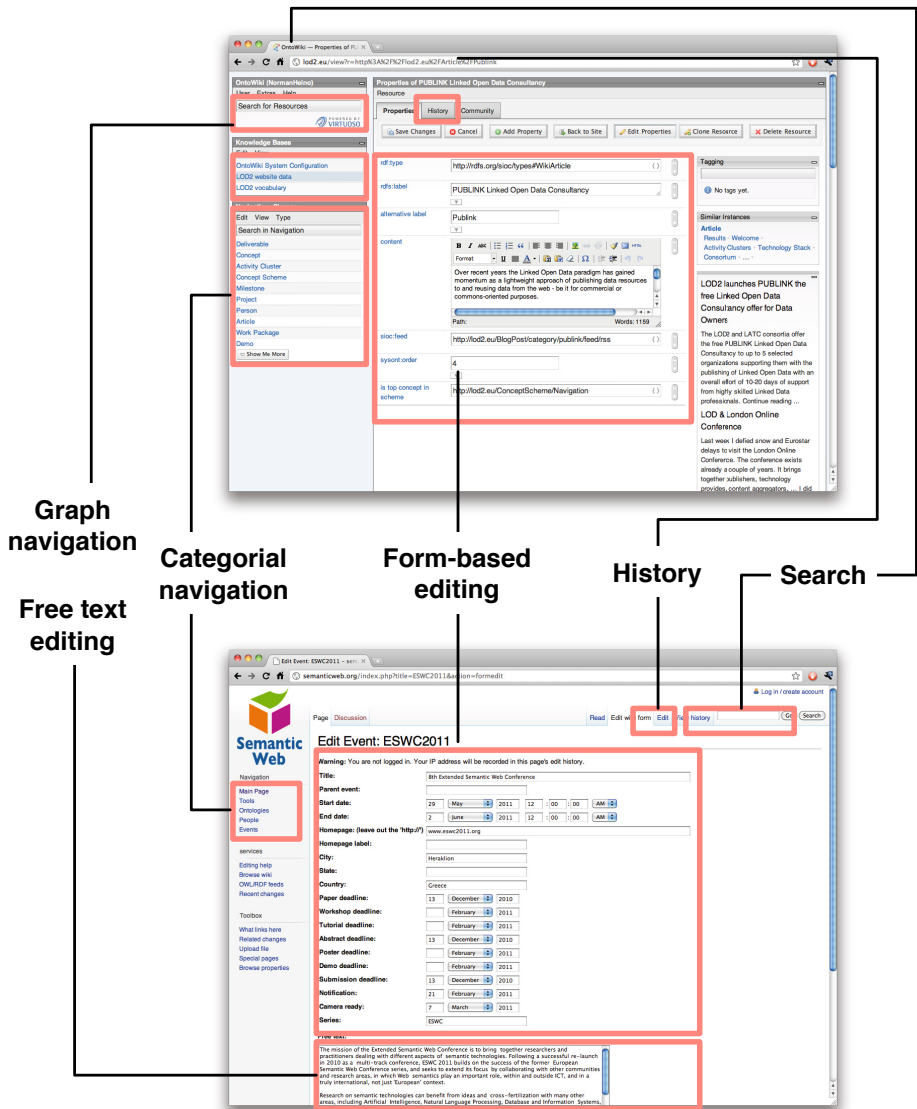 OntoWiki — Properties of PU
lod2.eu/view?r=http%3A%2F%2Flod2.eu%2FArticle%2FPublink
OntoWiki (NormanHeino)
User Extras Help
Search for Resources
POWERED BY
VIRTUOSO
Knowledge Bases
Edit View
OntoWiki System Configuration
LOD2 website data
LOD2 vocabulary
Edit View Type
Search in Navigation
Deliverable
Concept
Activity Cluster
Concept Scheme
Milestone
Project
Person
Article
Work Package
Demo
Show Me More
Properties of PUBLINK Linked Open Data Consultancy
Resource
Properties History Community
Save Changes Cancel Add Property Back to Site Edit Properties Clone Resource Delete Resource
rdf:type http://rdfs.org/sioc/types#WikiArticle
rdfs:label PUBLINK Linked Open Data Consultancy
alternative label Publink
content
B I ABC HTML
Format U A
Over recent years the Linked Open Data paradigm has gained
momentum as a lightweight approach of publishing data resources
to and reusing data from the web - be it for commercial or
commons-oriented purposes.
Path: Words: 1159
sioc:feed http://lod2.eu/BlogPost/category/publink/feed/rss
sysont:order 4
is top concept in
scheme http://lod2.eu/ConceptScheme/Navigation
Tagging
No tags yet.
Similar Instances
Article
Results · Welcome ·
Activity Clusters · Technology Stack ·
Consortium · ... ·
LOD2 launches PUBLINK the
free Linked Open Data
Consultancy offer for Data
Owners
The LOD2 and LATC consortia offer
the free PUBLINK Linked Open Data
Consultancy to up to 5 selected
organizations supporting them with the
publishing of Linked Open Data with an
overall effort of 10-20 days of support
from highly skilled Linked Data
professionals. Continue reading ...
LOD & London Online
Conference
Last week I defied snow and Eurostar
delays to visit the London Online
Conference. The conference exists
already a couple of years. It brings
together publishers, technology
provides, content aggregators, ... I did
Graph
navigation
Categorial
navigation
Form-based
editing
History
Search
Free text
editing
Edit Event: ESWC2011 - sem
semanticweb.org/index.php?title=ESWC2011&action=formedit
Log in / create account
Page Discussion
Read Edit with form Edit View history Go Search
Semantic
Web
Navigation
Main Page
Tools
Ontologies
People
Events
services
Editing help
Browse wiki
OWL/RDF feeds
Recent changes
Toolbox
What links here
Related changes
Upload file
Special pages
Browse properties
Edit Event: ESWC2011
Warning: You are not logged in. Your IP address will be recorded in this page's edit history.
Title: 8th Extended Semantic Web Conference
Parent event:
Start date: 29 May 2011 12 : 00 : 00 AM
End date: 2 June 2011 12 : 00 : 00 AM
Homepage: (leave out the 'http://') www.eswc2011.org
Homepage label:
City: Heraklion
State:
Country: Greece
Paper deadline: 13 December 2010
Workshop deadline: February 2011
Tutorial deadline: February 2011
Abstract deadline: 13 December 2010
Poster deadline: February 2011
Demo deadline: February 2011
Submission deadline: 13 December 2010
Notification: 21 February 2011
Camera ready: 7 March 2011
Series: ESWC
Free text:
The mission of the Extended Semantic Web Conference is to bring together researchers and
practitioners dealing with different aspects of semantic technologies. Following a successful re-launch
in 2010 as a multi-track conference, ESWC 2011 builds on the success of the former European
Semantic Web Conference series, and seeks to extend its focus by collaborating with other communities
and research areas, in which Web semantics play an important role, within and outside ICT, and in a
truly international, not just 'European' context.
Research on semantic technologies can benefit from ideas and cross-fertilization with many other
areas, including Artificial Intelligence, Natural Language Processing, Database and Information Systems,